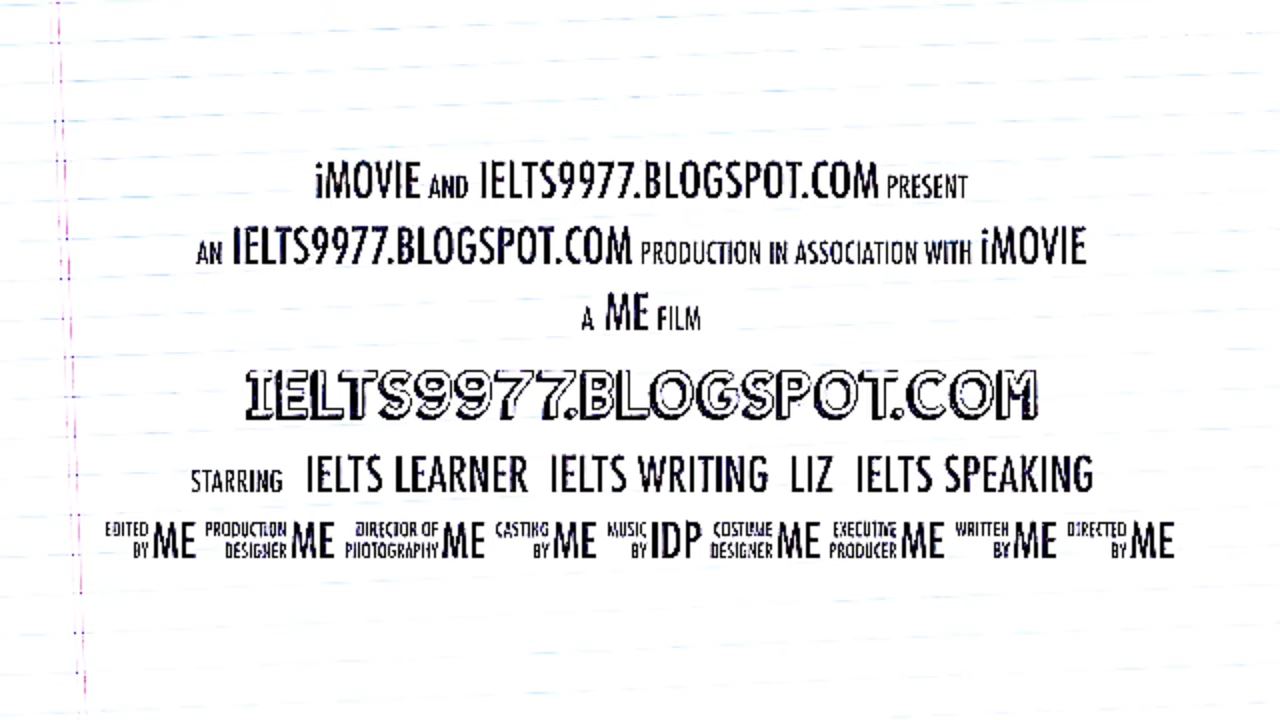 iMOVIE AND IELTS9977.BLOGSPOT.COM PRESENT
AN IELTS9977.BLOGSPOT.COM PRODUCTION IN ASSOCIATION WITH iMOVIE
A ME FILM
IELTS9977.BLOGSPOT.COM
STARRING IELTS LEARNER IELTS WRITING LIZ IELTS SPEAKING
EDITED BY ME PRODUCTION DESIGNER ME DIRECTOR OF PHOTOGRAPHY ME CASTING BY ME MUSIC BY IDP COSTUME DESIGNER ME EXECUTIVE PRODUCER ME WRITTEN BY ME DIRECTED BY ME